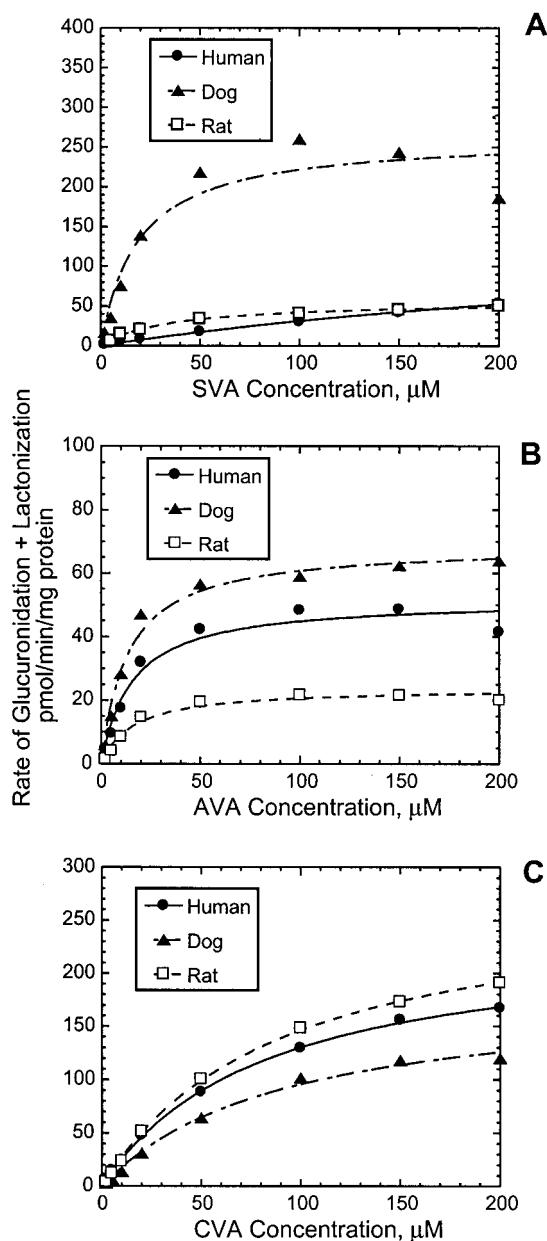 A
400
350
300
250
200
150
100
50
0
Human
Dog
Rat
0 50 100 150 200
SVA Concentration, μM
Rate of Glucuronidation + Lactonization
pmol/min/mg protein
B
100
80
60
40
20
0
Human
Dog
Rat
0 50 100 150 200
AVA Concentration, μM
C
300
250
200
150
100
50
0
Human
Dog
Rat
0 50 100 150 200
CVA Concentration, μM